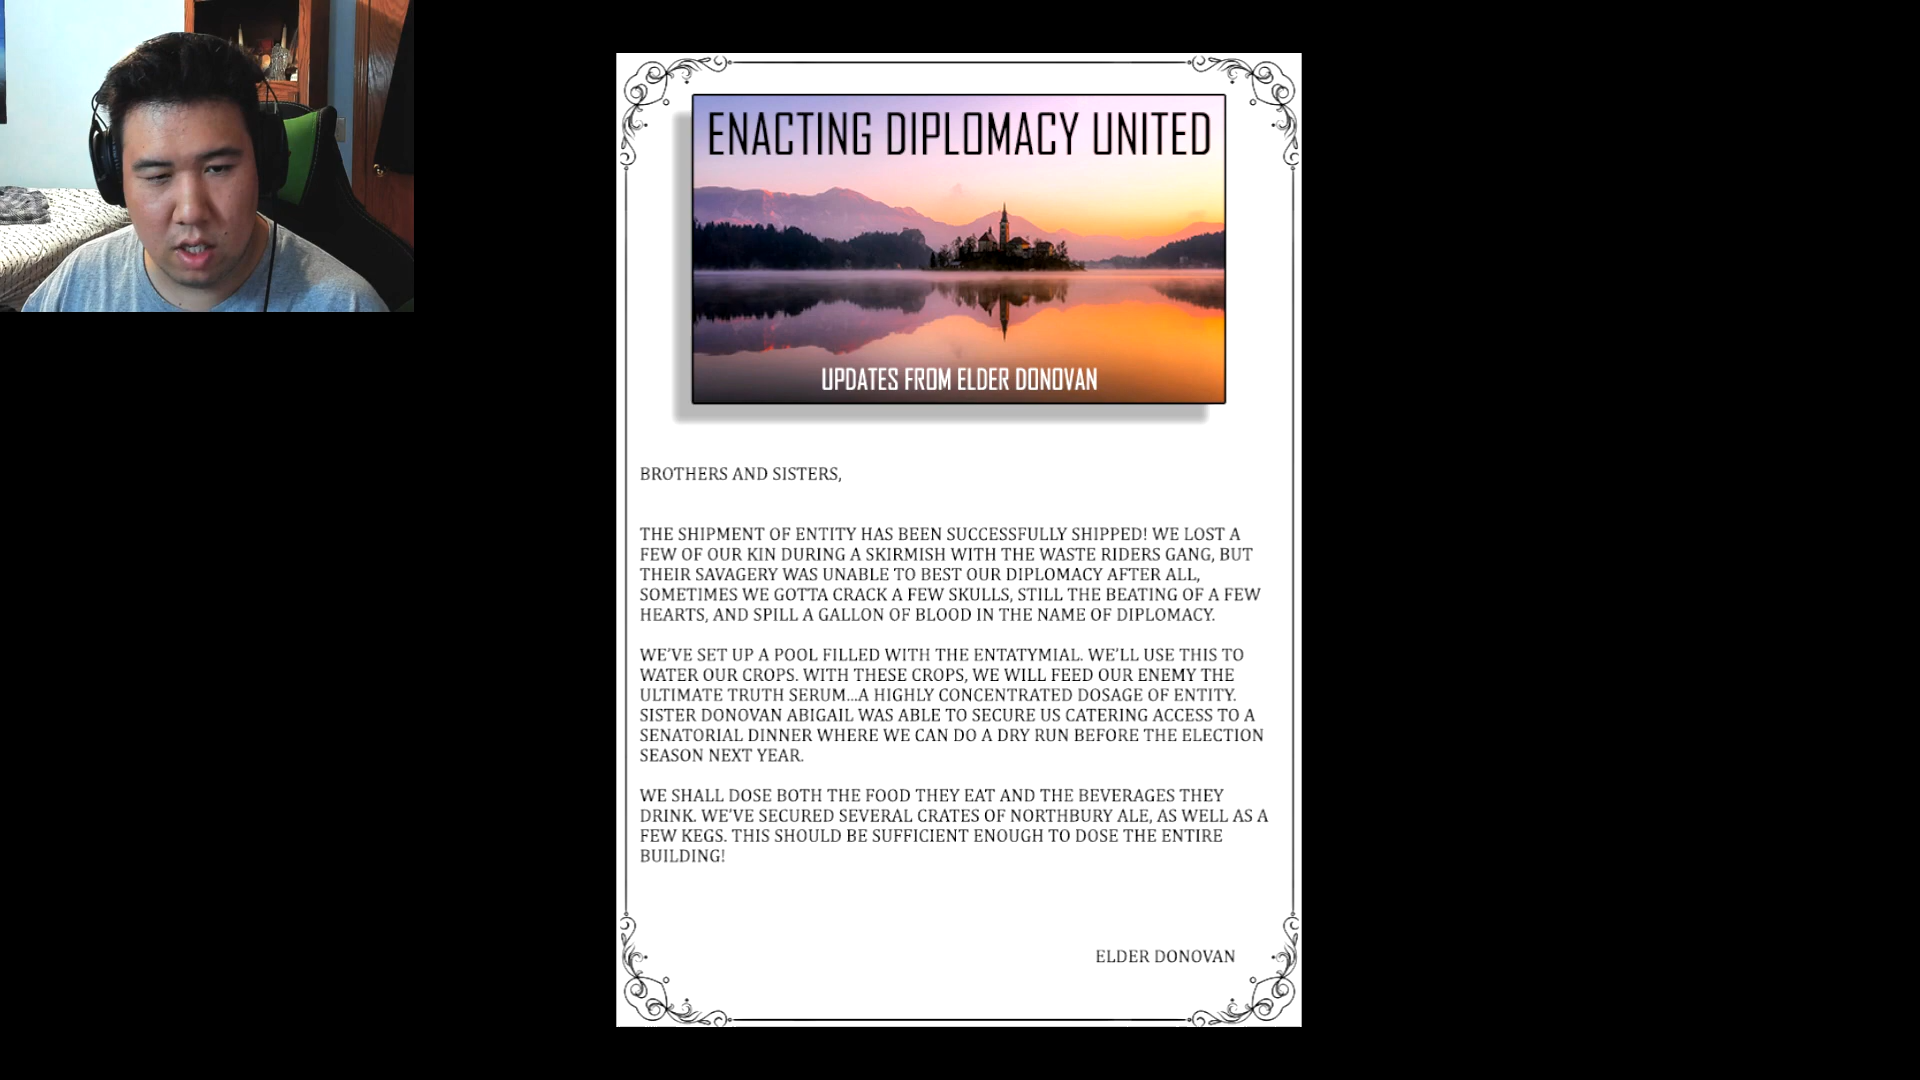 ENACTING DIPLOMACY UNITED
UPDATES FROM ELDER DONOVAN
BROTHERS AND SISTERS,
THE SHIPMENT OF ENTITY HAS BEEN SUCCESSFULLY SHIPPED! WE LOST A
FEW OF OUR KIN DURING A SKIRMISH WITH THE WASTE RIDERS GANG, BUT
THEIR SAVAGERY WAS UNABLE TO BEST OUR DIPLOMACY AFTER ALL,
SOMETIMES WE GOTTA CRACK A FEW SKULLS, STILL THE BEATING OF A FEW
HEARTS, AND SPILL A GALLON OF BLOOD IN THE NAME OF DIPLOMACY.
WE'VE SET UP A POOL FILLED WITH THE ENTATYMIAL. WE'LL USE THIS TO
WATER OUR CROPS. WITH THESE CROPS, WE WILL FEED OUR ENEMY THE
ULTIMATE TRUTH SERUM...A HIGHLY CONCENTRATED DOSAGE OF ENTITY.
SISTER DONOVAN ABIGAIL WAS ABLE TO SECURE US CATERING ACCESS TO A
SENATORIAL DINNER WHERE WE CAN DO A DRY RUN BEFORE THE ELECTION
SEASON NEXT YEAR.
WE SHALL DOSE BOTH THE FOOD THEY EAT AND THE BEVERAGES THEY
DRINK. WE'VE SECURED SEVERAL CRATES OF NORTHBURY ALE, AS WELL AS A
FEW KEGS. THIS SHOULD BE SUFFICIENT ENOUGH TO DOSE THE ENTIRE
BUILDING!
ELDER DONOVAN